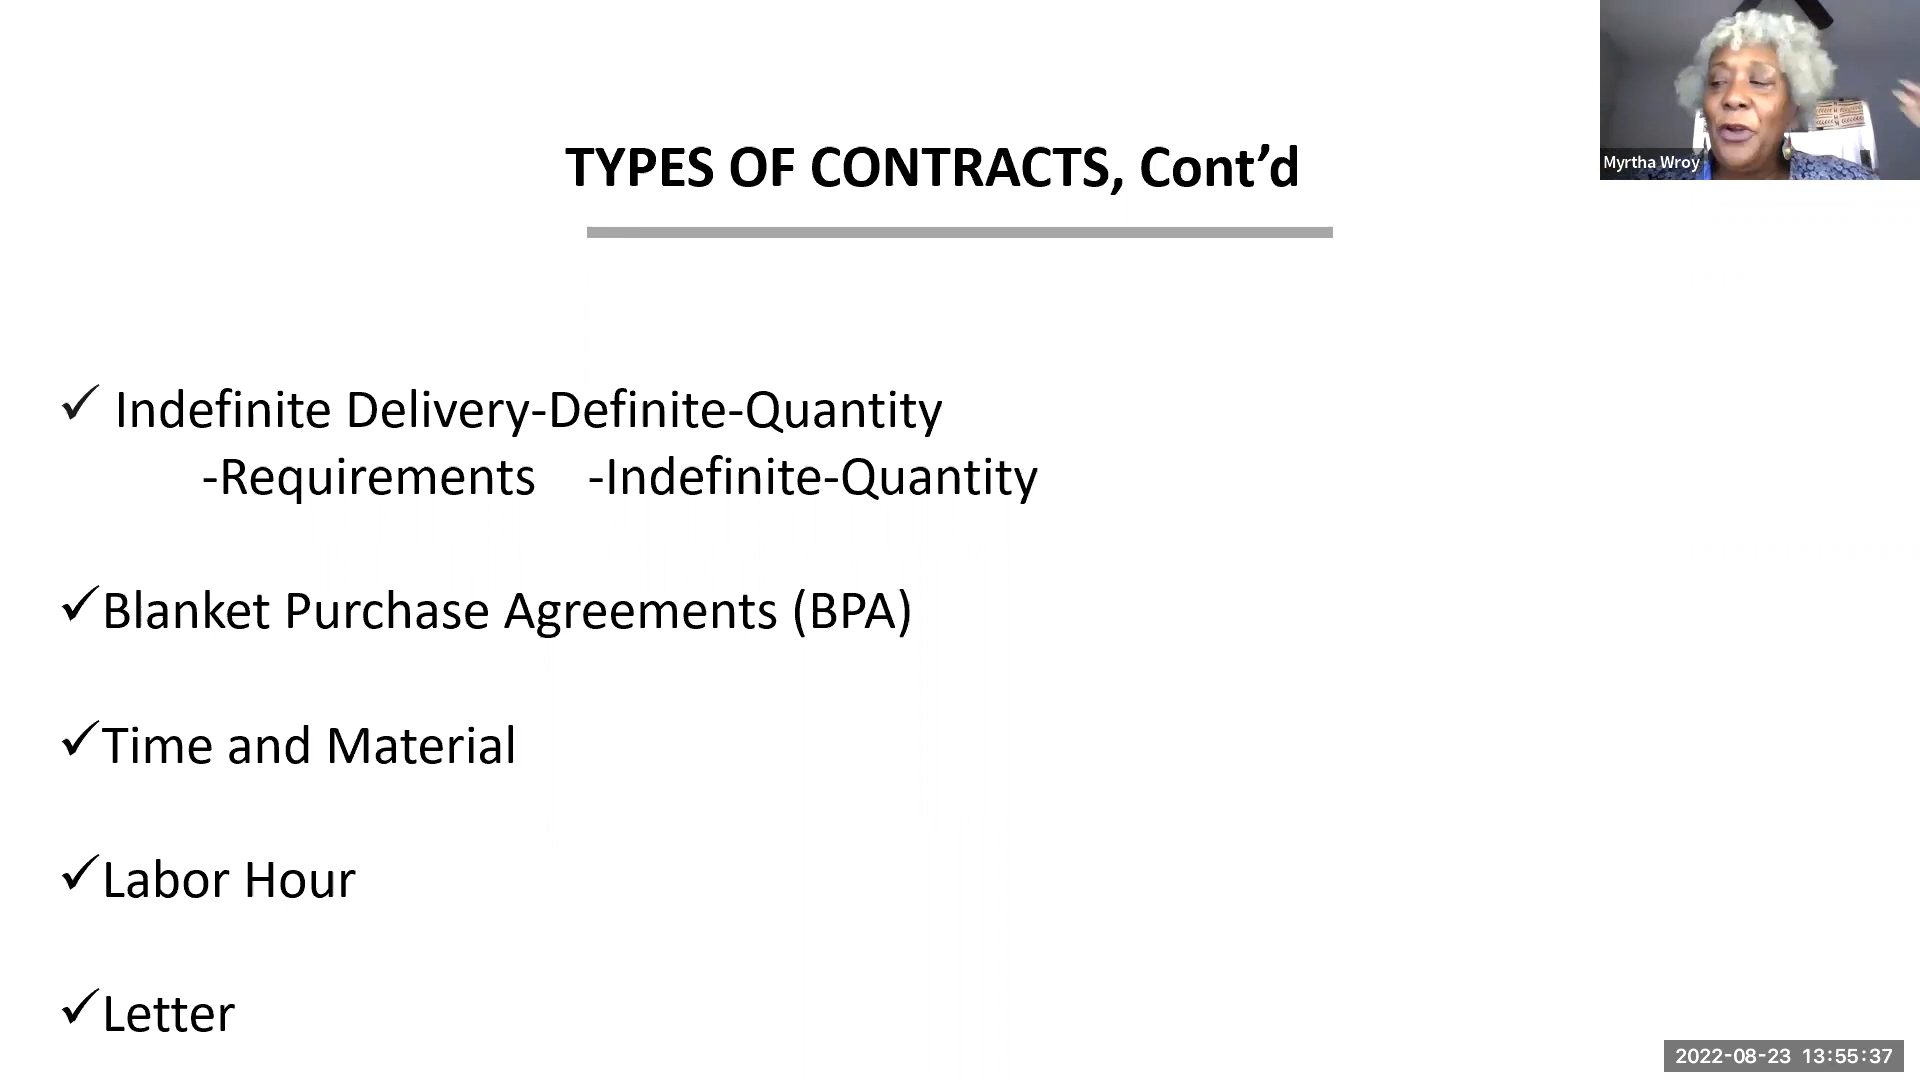 TYPES OF CONTRACTS, Cont’d
Myrtha Wroy
✓ Indefinite Delivery-Definite-Quantity
-Requirements -Indefinite-Quantity
✓Blanket Purchase Agreements (BPA)
✓Time and Material
✓Labor Hour
✓Letter
2022-08-23 13:55:37